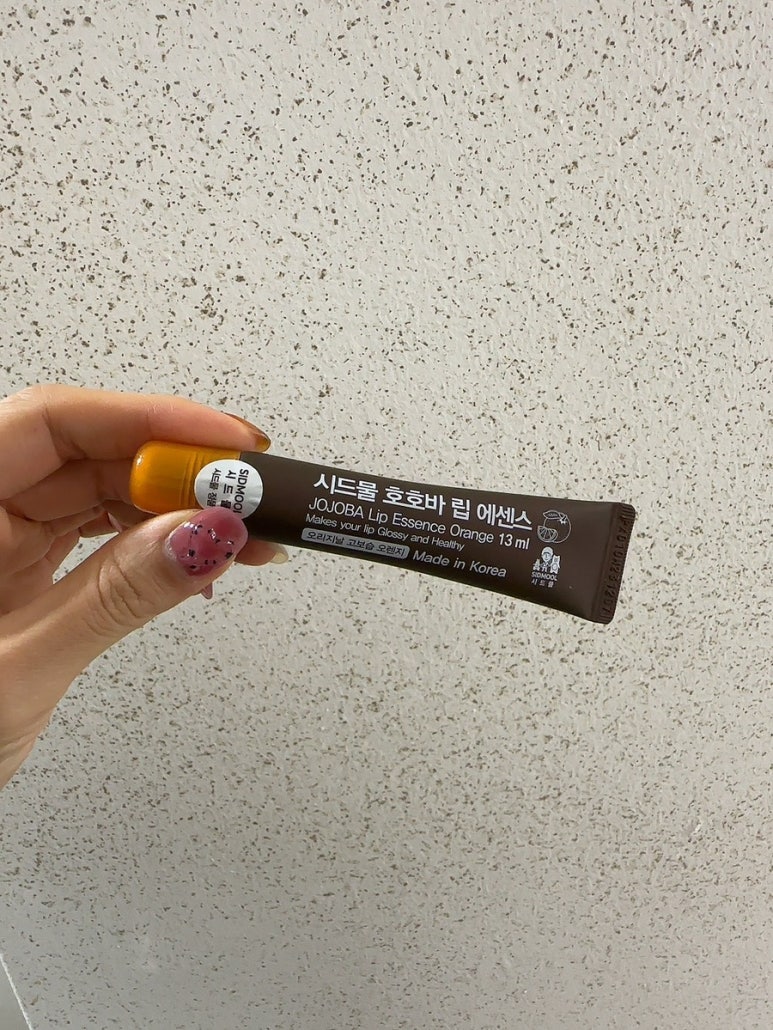 시드물 호호바 립 에센스
JOJOBA Lip Essence Orange 13 ml
Makes your lip Glossy and Healthy
오리지널 고보습 오렌지
Made in Korea
SIDMOOL
시드물
SIDMOOL
시드
시드물